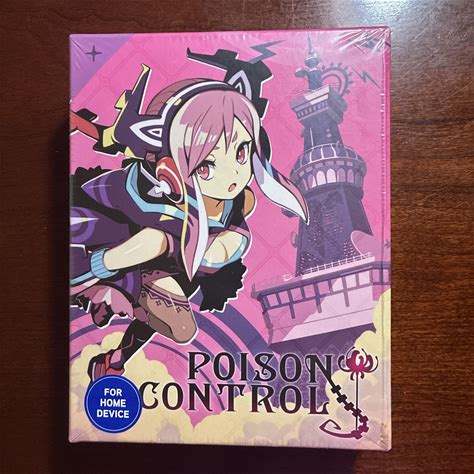 POISON
CONTROL
FOR
HOME
DEVICE